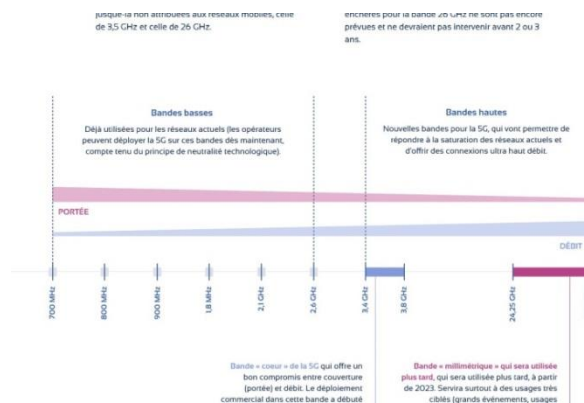 jusque-là non attribuées aux réseaux mobiles, celle
de 3,5 GHz et celle de 26 GHz.
enchères pour la bande 26 GHz ne sont pas encore
prévues et ne devraient pas intervenir avant 2 ou 3
ans.
Bandes basses
Déjà utilisées pour les réseaux actuels (les opérateurs
peuvent déployer la 5G sur ces bandes dès maintenant,
compte tenu du principe de neutralité technologique).
Bandes hautes
Nouvelles bandes pour la 5G, qui vont permettre de
répondre à la saturation des réseaux actuels et
d'offrir des connexions ultra haut débit.
PORTÉE
DÉBIT
700 MHz
800 MHz
900 MHz
1,8 MHz
2,1 GHz
2,6 GHz
3,4 GHz
3,8 GHz
24,25 GHz
Bande « coeur » de la 5G qui offre un
bon compromis entre couverture
(portée) et débit. Le déploiement
commercial dans cette bande a débuté
Bande « millimétrique » qui sera utilisée
plus tard, qui sera utilisée plus tard, à partir
de 2023. Servira surtout à des usages très
ciblés (grands événements, usages